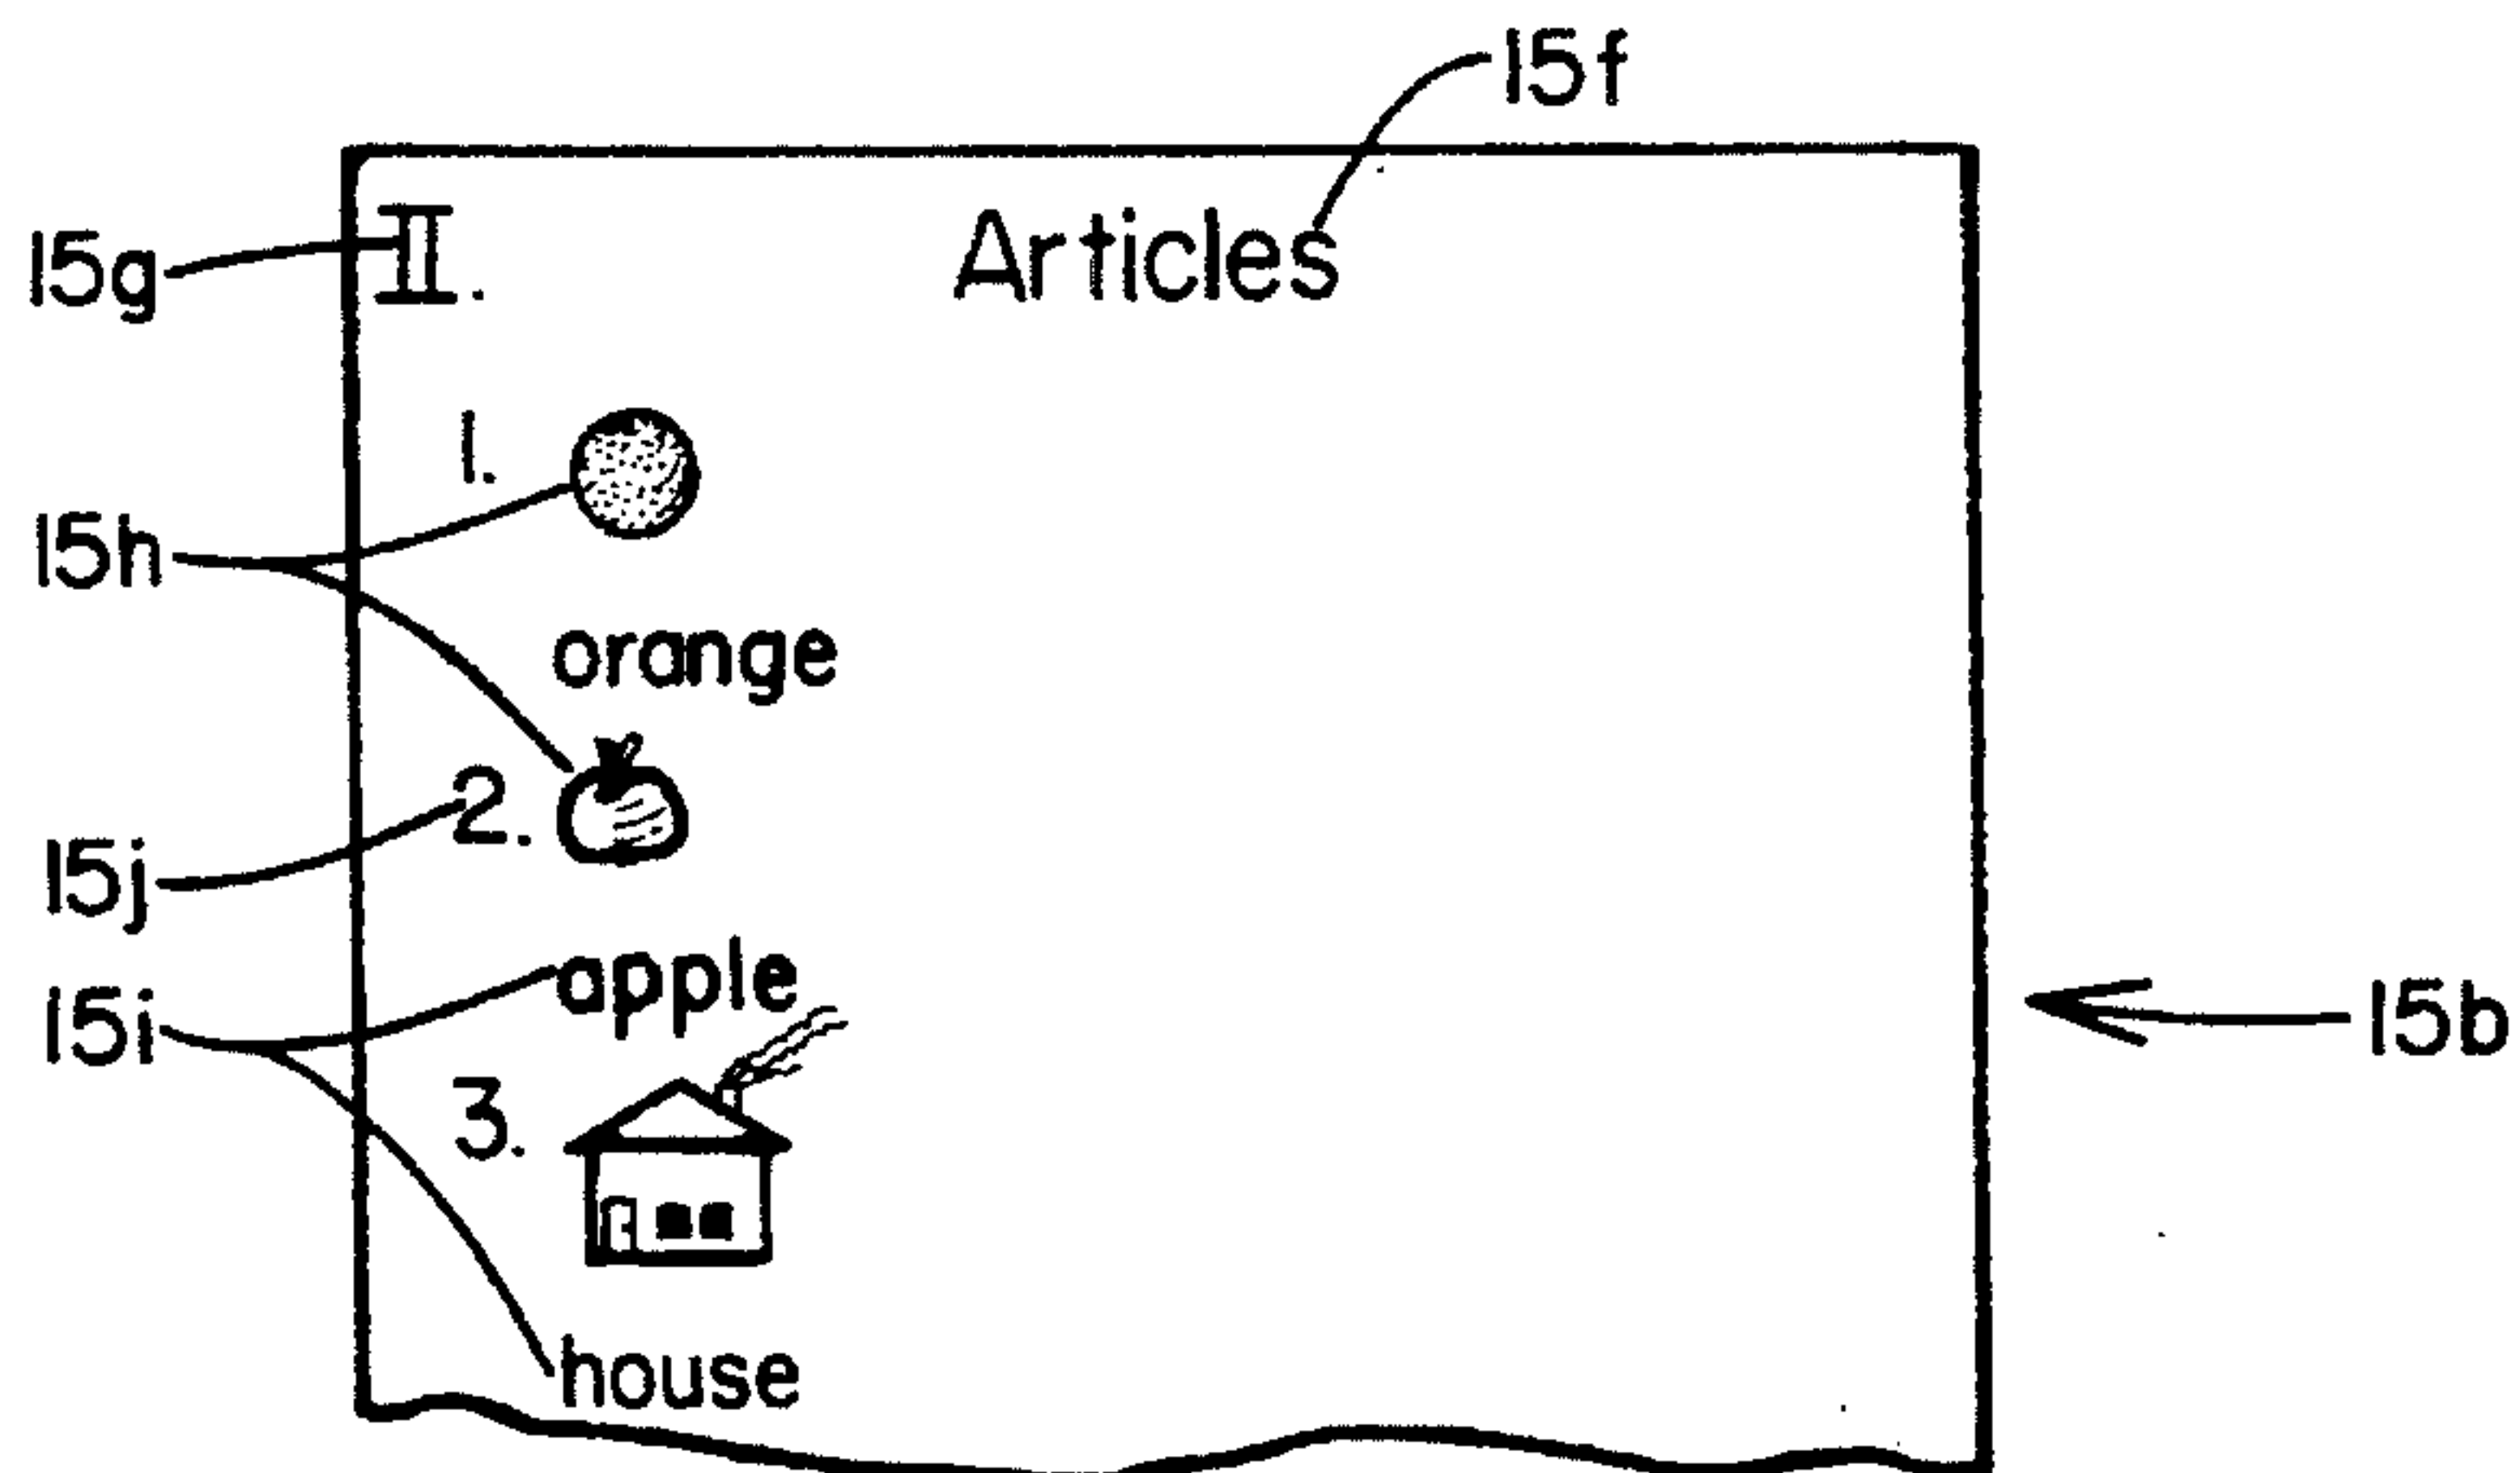 15f
15g II. Articles
1.
15h
orange
2.
15j
apple
15i
15b
3.
house